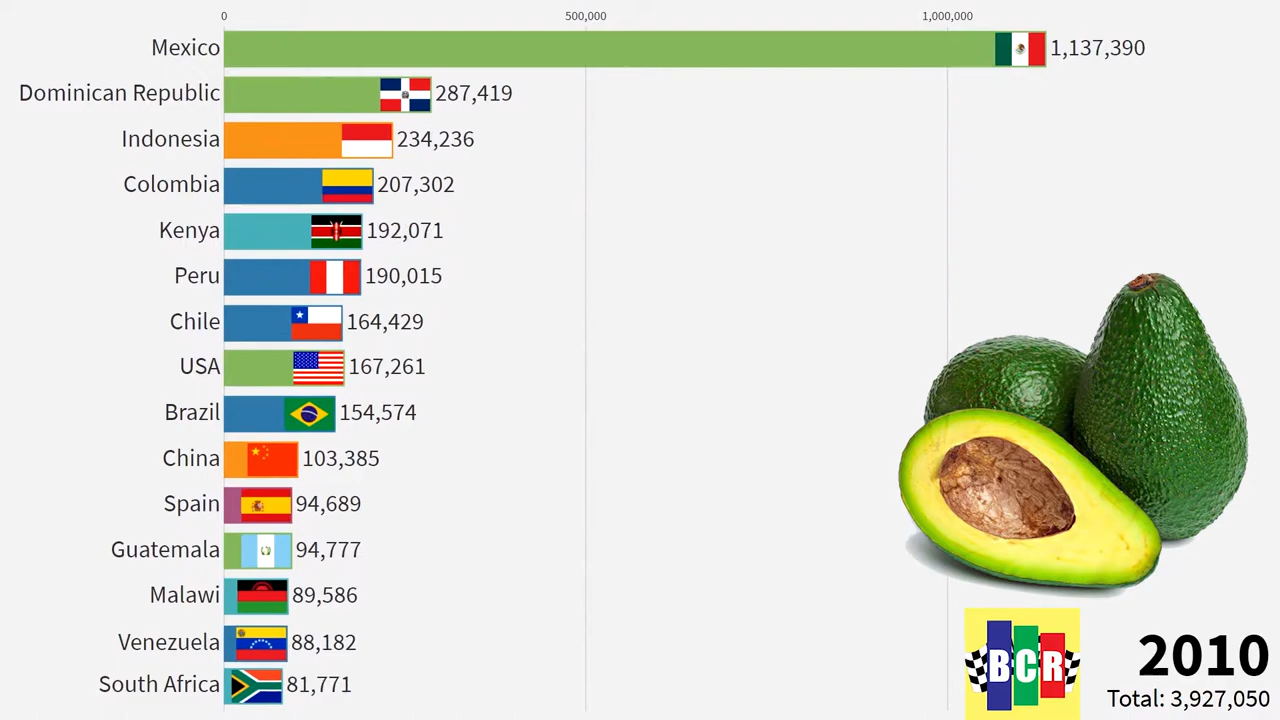 0 500,000 1,000,000
Mexico 1,137,390
Dominican Republic 287,419
Indonesia 234,236
Colombia 207,302
Kenya 192,071
Peru 190,015
Chile 164,429
USA 167,261
Brazil 154,574
China 103,385
Spain 94,689
Guatemala 94,777
Malawi 89,586
Venezuela 88,182
South Africa 81,771
BCR
2010
Total: 3,927,050